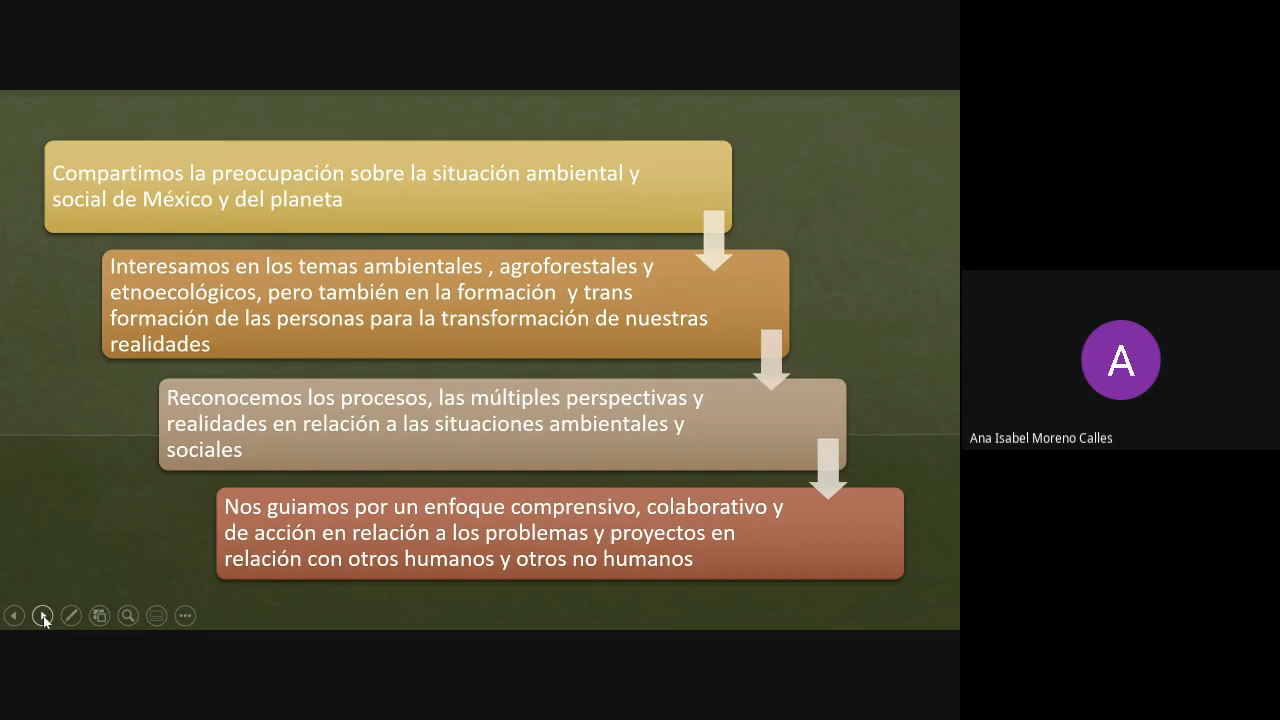 Compartimos la preocupación sobre la situación ambiental y
social de México y del planeta
Interesamos en los temas ambientales , agroforestales y
etnoecológicos, pero también en la formación  y trans
formación de las personas para la transformación de nuestras
realidades
Reconocemos los procesos, las múltiples perspectivas y
realidades en relación a las situaciones ambientales y
sociales
Nos guiamos por un enfoque comprensivo, colaborativo y
de acción en relación a los problemas y proyectos en
relación con otros humanos y otros no humanos
A
Ana Isabel Moreno Calles